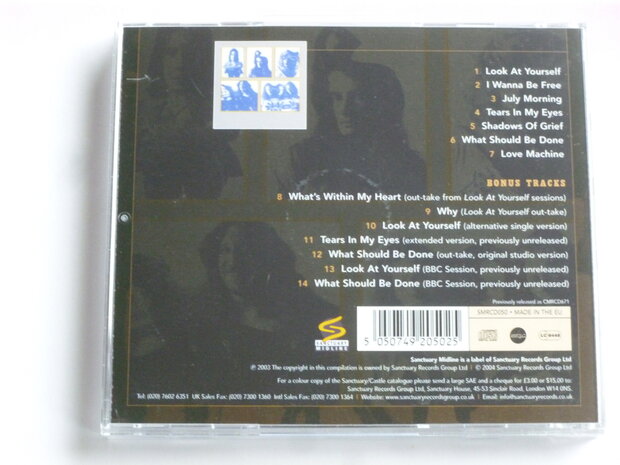 1 Look At Yourself
2 I Wanna Be Free
3 July Morning
4 Tears In My Eyes
5 Shadows Of Grief
6 What Should Be Done
7 Love Machine
BONUS TRACKS
8 What's Within My Heart (out-take from Look At Yourself sessions)
9 Why (Look At Yourself out-take)
10 Look At Yourself (alternative single version)
11 Tears In My Eyes (extended version, previously unreleased)
12 What Should Be Done (out-take, original studio version)
13 Look At Yourself (BBC Session, previously unreleased)
14 What Should Be Done (BBC Session, previously unreleased)
Previously released as CMRCD671
SMRCD050 • MADE IN THE EU
SANCTUARY
MIDLINE
5 050749 205025
Sanctuary Midline is a label of Sanctuary Records Group Ltd
℗ 2003 The copyright in this compilation is owned by Sanctuary Records Group Ltd | © 2004 Sanctuary Records Group Ltd
For a colour copy of the Sanctuary/Castle catalogue please send a large SAE and a cheque for £3.00 or $15.00 to:
Sanctuary Records Group Ltd, Sanctuary House, 45-53 Sinclair Road, London W14 0NS.
Tel: (020) 7602 6351 UK Sales Fax: (020) 7300 1360 Intl Sales Fax: (020) 7300 1364 | Website: www.sanctuaryrecords.co.uk | Email: info@sanctuaryrecords.co.uk